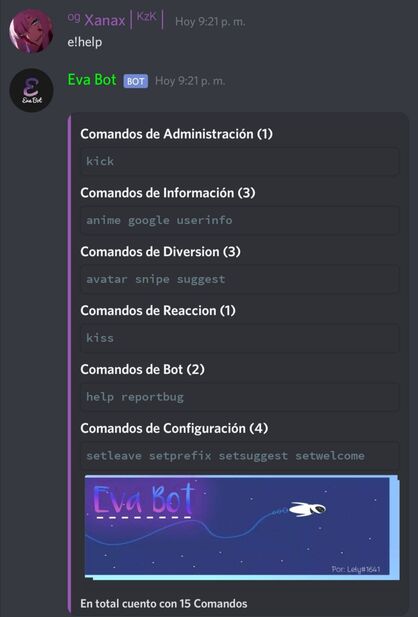 og Xanax | KzK | Hoy 9:21 p. m.
e!help
Eva Bot BOT Hoy 9:21 p. m.
Eva Bot
Comandos de Administración (1)
kick
Comandos de Información (3)
anime google userinfo
Comandos de Diversion (3)
avatar snipe suggest
Comandos de Reaccion (1)
kiss
Comandos de Bot (2)
help reportbug
Comandos de Configuración (4)
setleave setprefix setsuggest setwelcome
Eva Bot
Por: Lely#1641
En total cuento con 15 Comandos